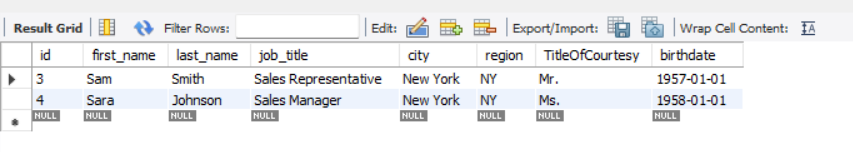 Result Grid Filter Rows: Edit: Export/Import: Wrap Cell Content: IA
id first_name last_name job_title city region TitleOfCourtesy birthdate
3 Sam Smith Sales Representative New York NY Mr. 1957-01-01
4 Sara Johnson Sales Manager New York NY Ms. 1958-01-01
NULL NULL NULL NULL NULL NULL NULL NULL